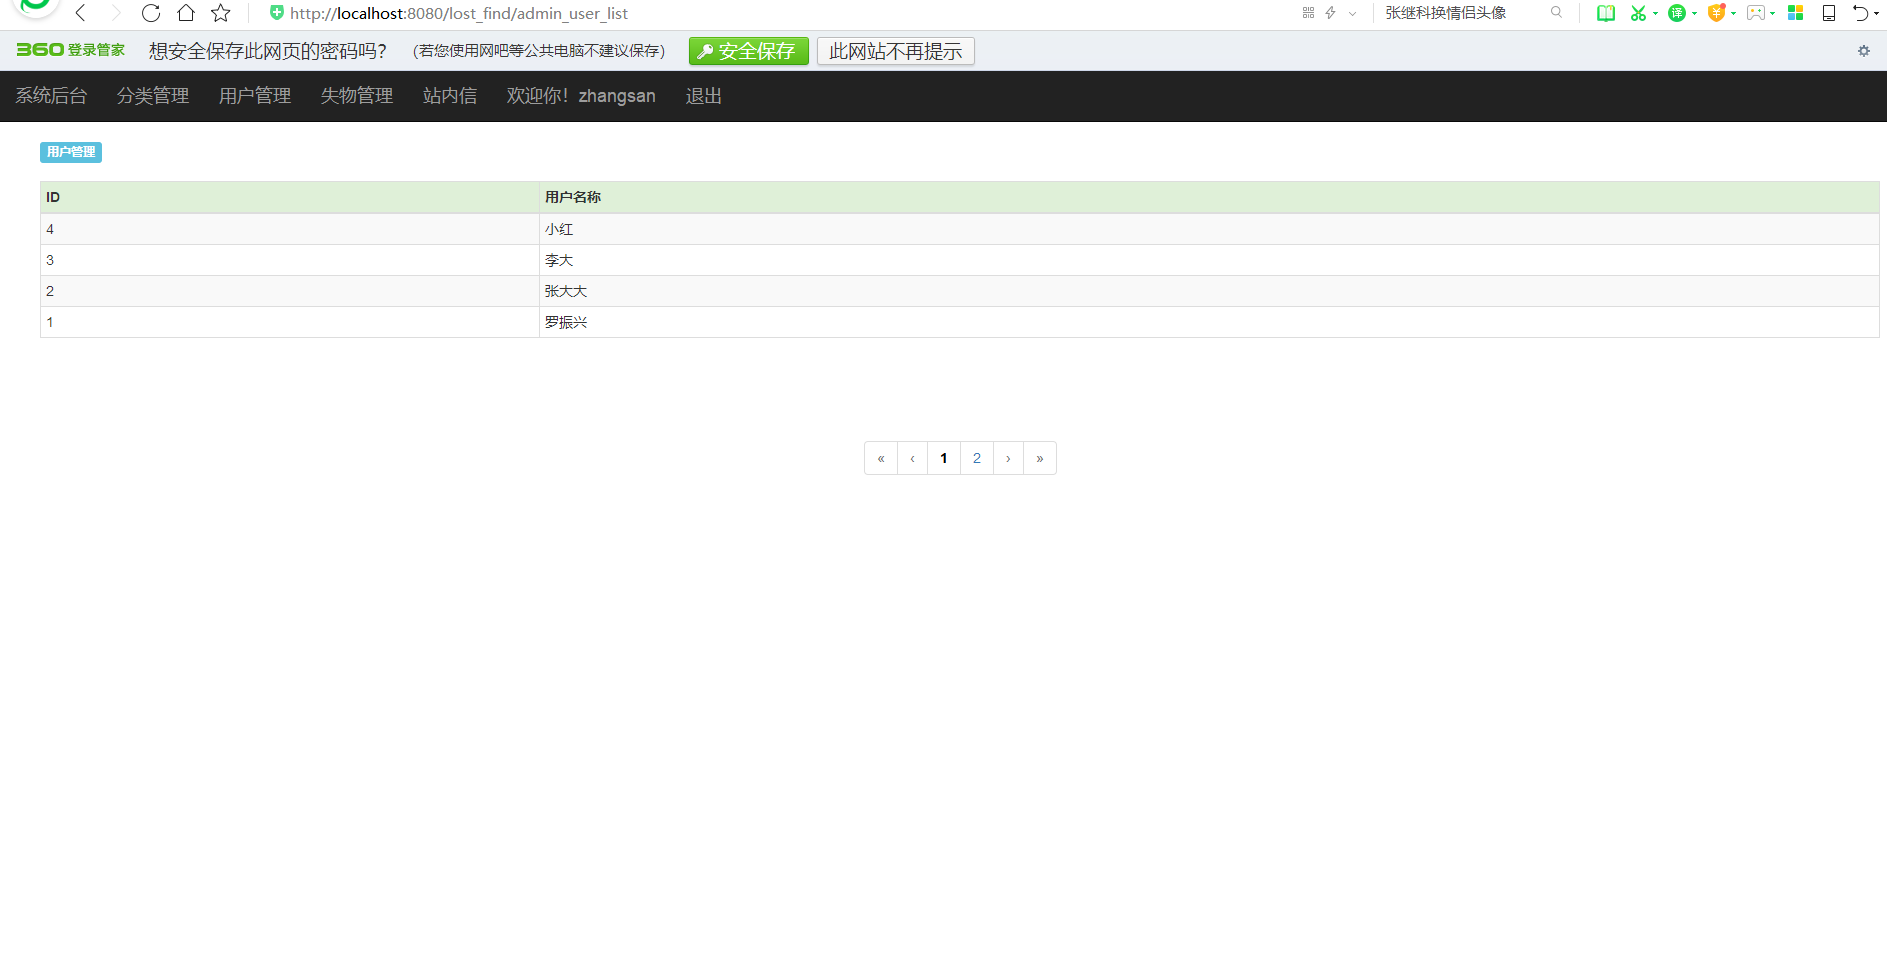 http://localhost:8080/lost_find/admin_user_list 张继科换情侣头像 译 ¥
360 登录管家 想安全保存此网页的密码吗? (若您使用网吧等公共电脑不建议保存) 安全保存 此网站不再提示
系统后台 分类管理 用户管理 失物管理 站内信 欢迎你！zhangsan 退出
用户管理
ID 用户名称
4 小红
3 李大
2 张大大
1 罗振兴
« ‹ 1 2 › »